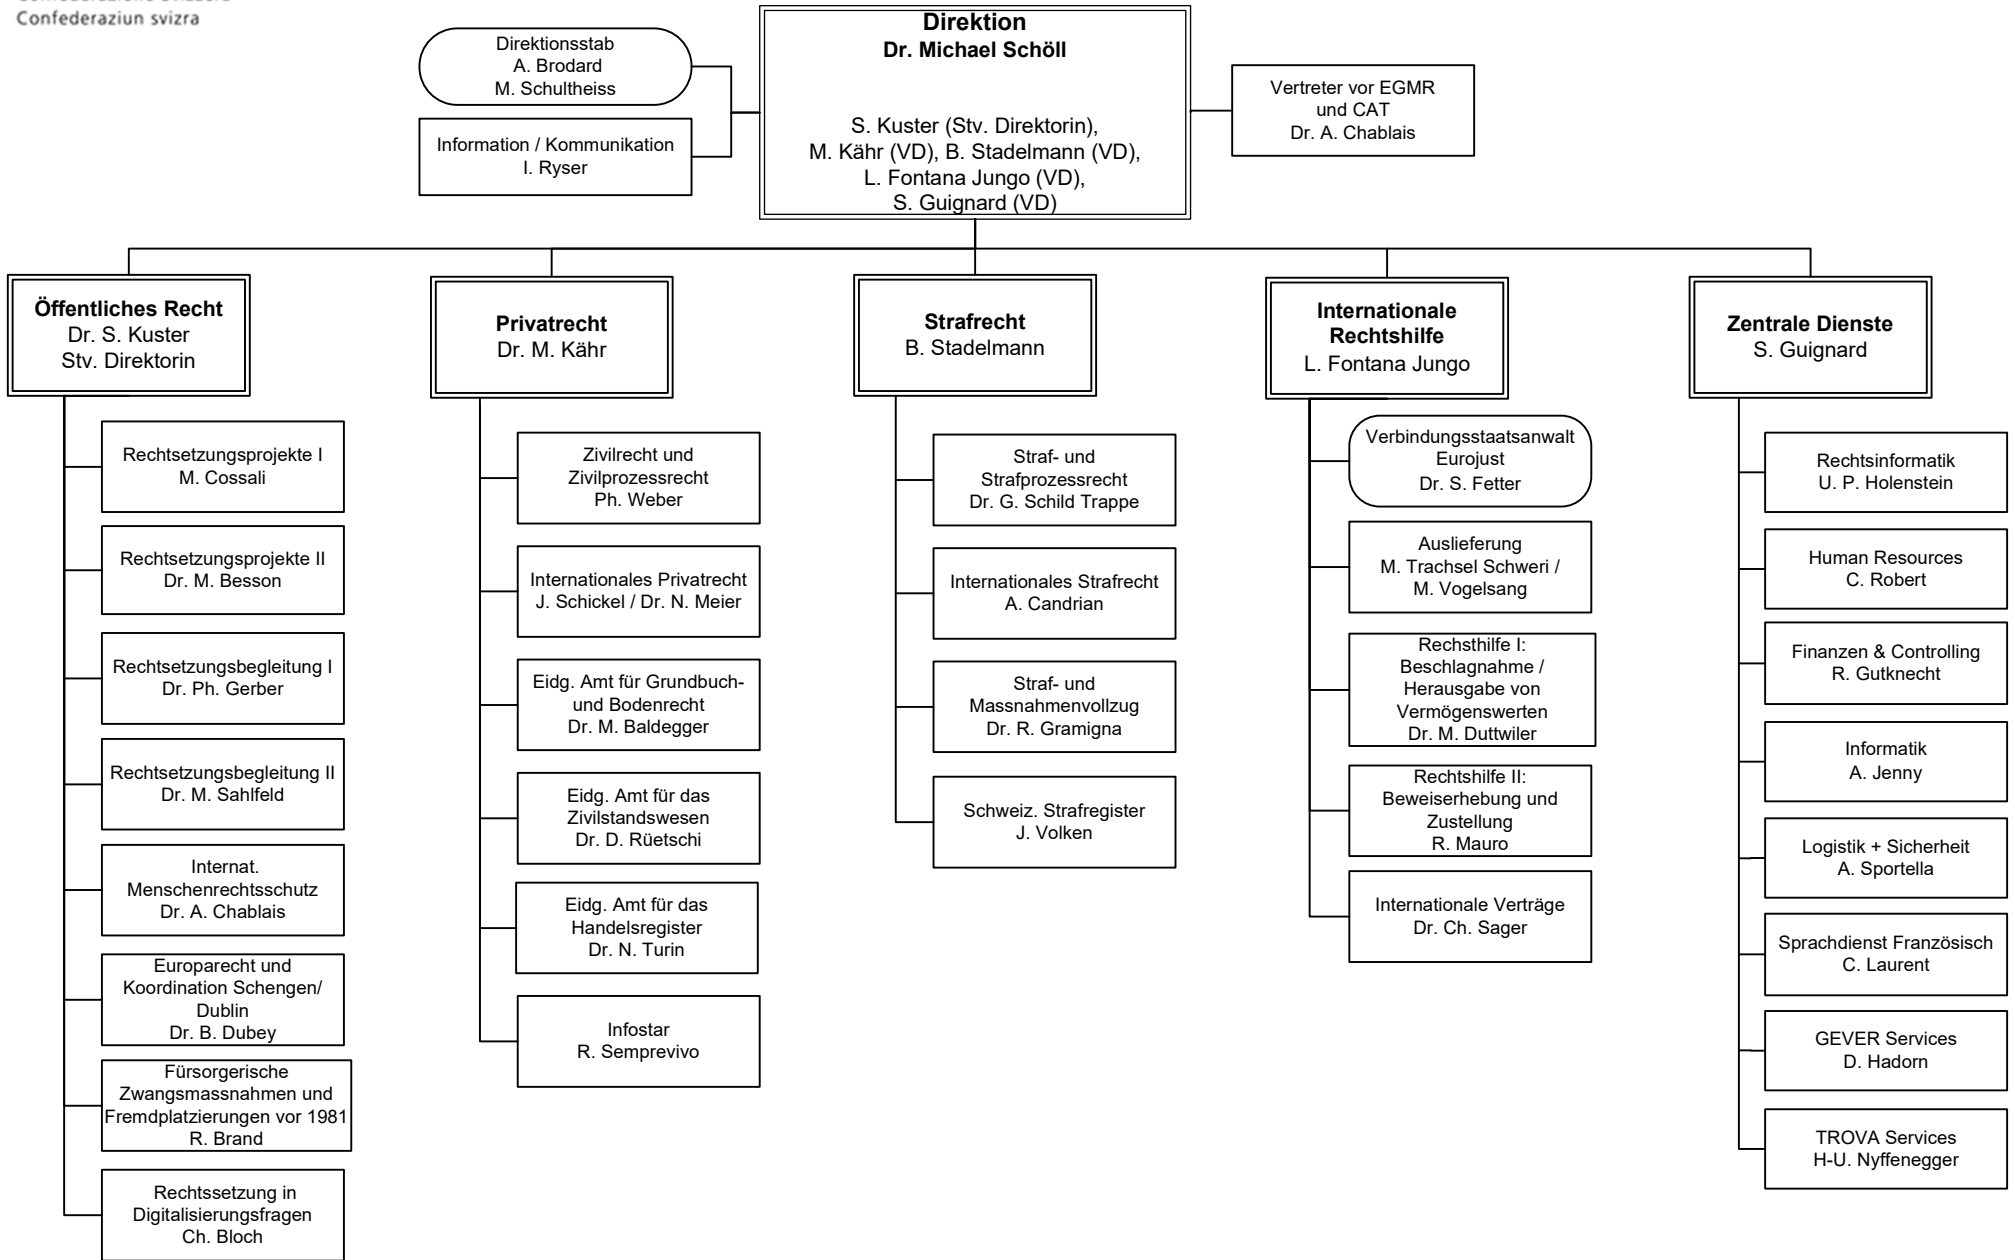 Confederaziun svizra
Direktion
Dr. Michael Schöll
S. Kuster (Stv. Direktorin),
M. Kähr (VD), B. Stadelmann (VD),
L. Fontana Jungo (VD),
S. Guignard (VD)
Direktionsstab
A. Brodard
M. Schultheiss
Information / Kommunikation
I. Ryser
Vertreter vor EGMR
und CAT
Dr. A. Chablais
Öffentliches Recht
Dr. S. Kuster
Stv. Direktorin
Rechtsetzungsprojekte I
M. Cossali
Rechtsetzungsprojekte II
Dr. M. Besson
Rechtsetzungsbegleitung I
Dr. Ph. Gerber
Rechtsetzungsbegleitung II
Dr. M. Sahlfeld
Internat.
Menschenrechtsschutz
Dr. A. Chablais
Europarecht und
Koordination Schengen/
Dublin
Dr. B. Dubey
Fürsorgerische
Zwangsmassnahmen und
Fremdplatzierungen vor 1981
R. Brand
Rechtssetzung in
Digitalisierungsfragen
Ch. Bloch
Privatrecht
Dr. M. Kähr
Zivilrecht und
Zivilprozessrecht
Ph. Weber
Internationales Privatrecht
J. Schickel / Dr. N. Meier
Eidg. Amt für Grundbuch-
und Bodenrecht
Dr. M. Baldegger
Eidg. Amt für das
Zivilstandswesen
Dr. D. Rüetschi
Eidg. Amt für das
Handelsregister
Dr. N. Turin
Infostar
R. Semprevivo
Strafrecht
B. Stadelmann
Straf- und
Strafprozessrecht
Dr. G. Schild Trappe
Internationales Strafrecht
A. Candrian
Straf- und
Massnahmenvollzug
Dr. R. Gramigna
Schweiz. Strafregister
J. Volken
Internationale
Rechtshilfe
L. Fontana Jungo
Verbindungsstaatsanwalt
Eurojust
Dr. S. Fetter
Auslieferung
M. Trachsel Schweri /
M. Vogelsang
Rechsthilfe I:
Beschlagnahme /
Herausgabe von
Vermögenswerten
Dr. M. Duttwiler
Rechtshilfe II:
Beweiserhebung und
Zustellung
R. Mauro
Internationale Verträge
Dr. Ch. Sager
Zentrale Dienste
S. Guignard
Rechtsinformatik
U. P. Holenstein
Human Resources
C. Robert
Finanzen & Controlling
R. Gutknecht
Informatik
A. Jenny
Logistik + Sicherheit
A. Sportella
Sprachdienst Französisch
C. Laurent
GEVER Services
D. Hadorn
TROVA Services
H-U. Nyffenegger